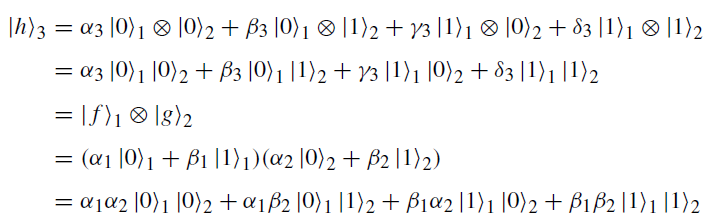 |h⟩₃ = α₃ |0⟩₁ ⊗ |0⟩₂ + β₃ |0⟩₁ ⊗ |1⟩₂ + γ₃ |1⟩₁ ⊗ |0⟩₂ + δ₃ |1⟩₁ ⊗ |1⟩₂
= α₃ |0⟩₁ |0⟩₂ + β₃ |0⟩₁ |1⟩₂ + γ₃ |1⟩₁ |0⟩₂ + δ₃ |1⟩₁ |1⟩₂
= |f⟩₁ ⊗ |g⟩₂
= (α₁ |0⟩₁ + β₁ |1⟩₁)(α₂ |0⟩₂ + β₂ |1⟩₂)
= α₁α₂ |0⟩₁ |0⟩₂ + α₁β₂ |0⟩₁ |1⟩₂ + β₁α₂ |1⟩₁ |0⟩₂ + β₁β₂ |1⟩₁ |1⟩₂